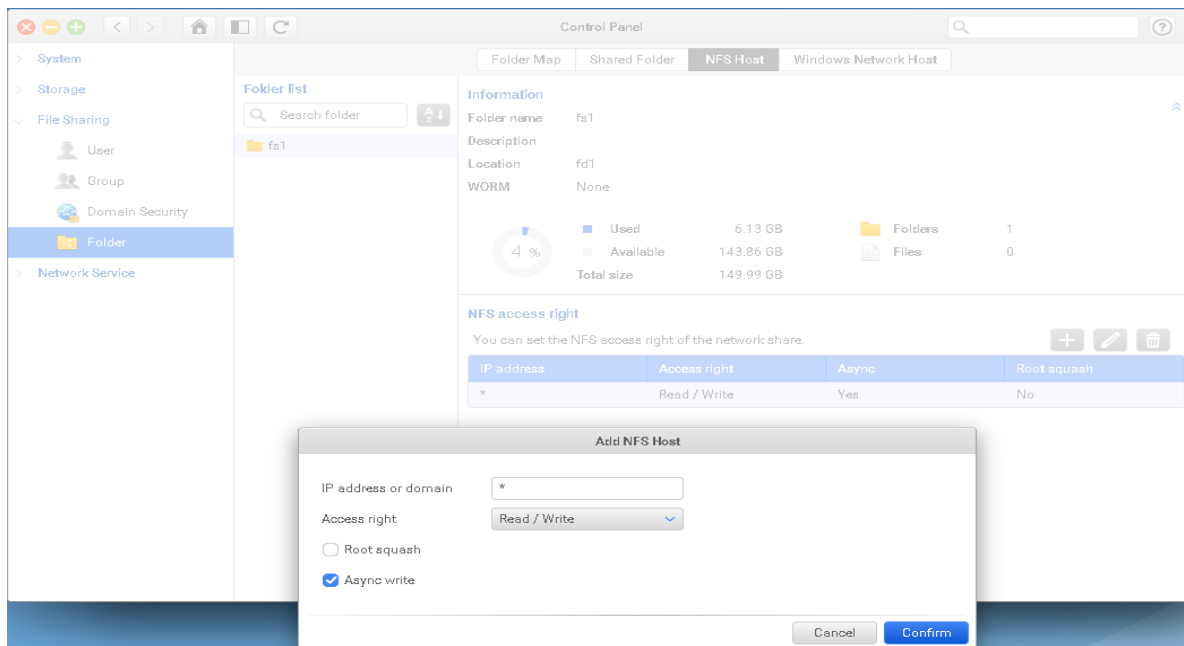 Control Panel
?
System
Storage
File Sharing
User
Group
Domain Security
Folder
Network Service
Folder Map Shared Folder NFS Host Windows Network Host
Folder list
Search folder
A Z
fs1
Information
Folder name fs1
Description
Location fd1
WORM None
4 %
Used 6.13 GB
Available 143.86 GB
Total size 149.99 GB
Folders 1
Files 0
NFS access right
You can set the NFS access right of the network share.
IP address Access right Async Root squash
* Read / Write Yes No
Add NFS Host
IP address or domain *
Access right Read / Write
Root squash
Async write
Cancel Confirm